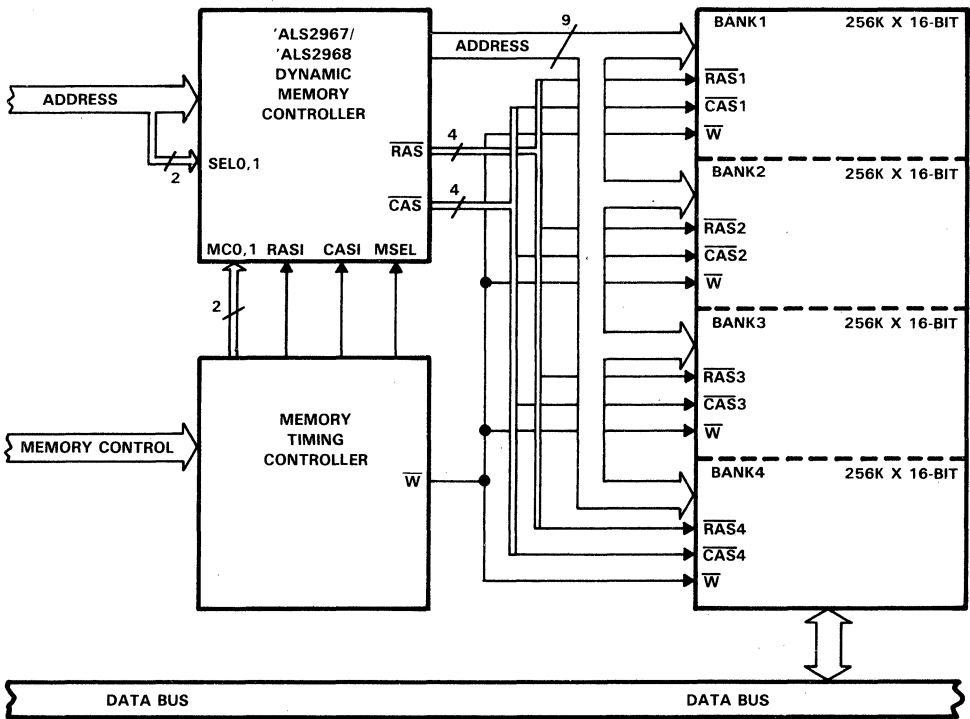 'ALS2967/
'ALS2968
DYNAMIC
MEMORY
CONTROLLER
ADDRESS
2
SEL0,1
RAS
4
CAS
4
MC0,1 RASI CASI MSEL
2
ADDRESS
9
MEMORY CONTROL
MEMORY
TIMING
CONTROLLER
W
BANK1 256K X 16-BIT
RAS1
CAS1
W
BANK2 256K X 16-BIT
RAS2
CAS2
W
BANK3 256K X 16-BIT
RAS3
CAS3
W
BANK4 256K X 16-BIT
RAS4
CAS4
W
DATA BUS DATA BUS